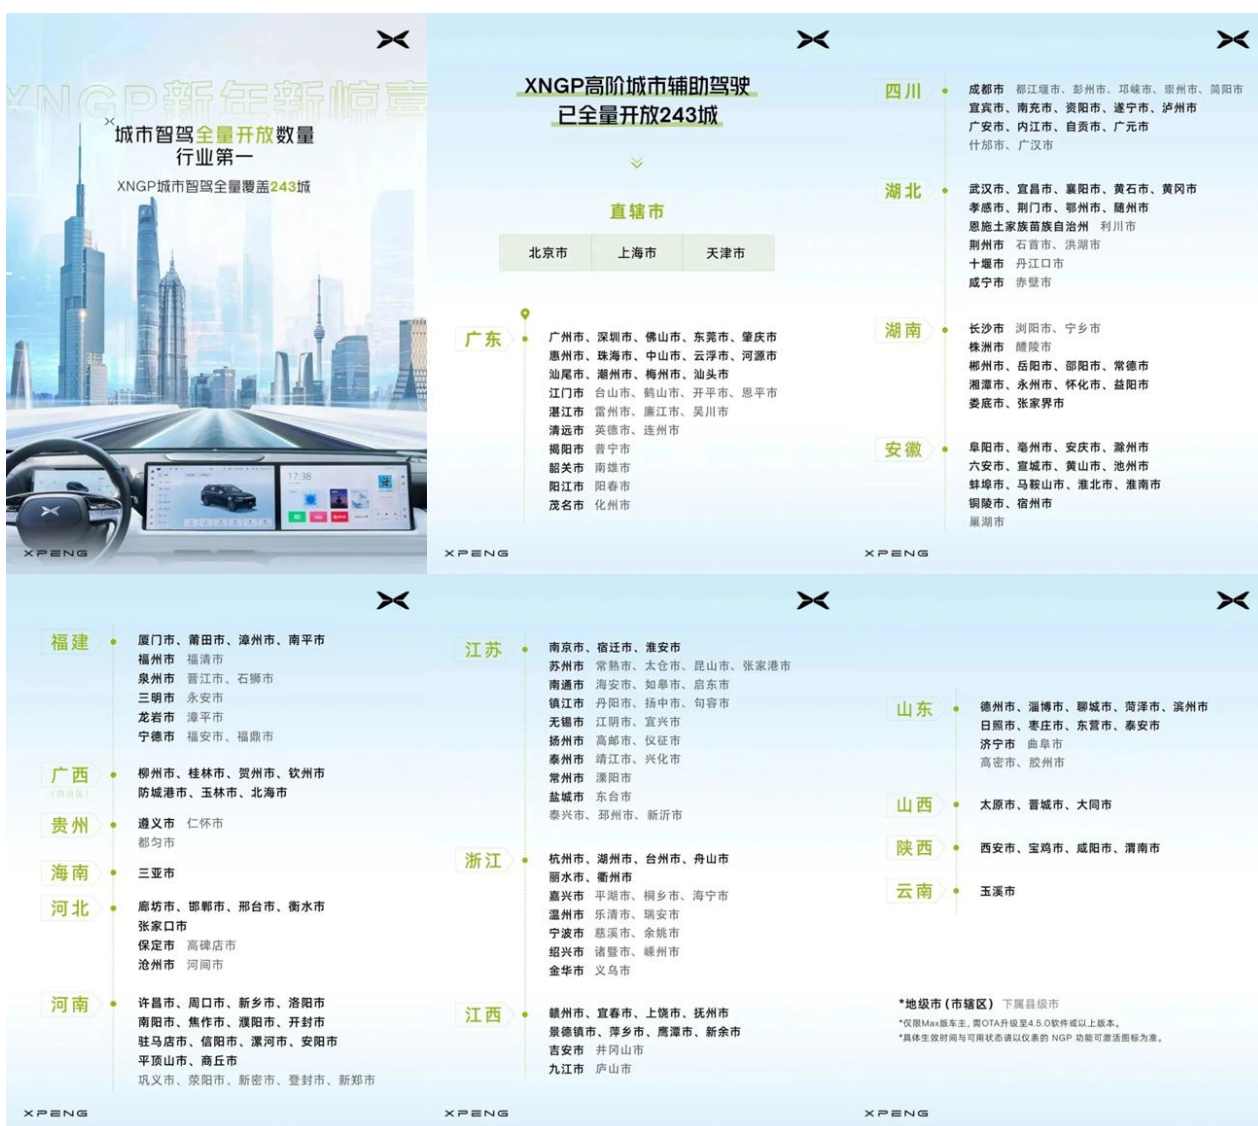 XNGP新年新惊喜
城市智驾全量开放数量
行业第一
XNGP城市智驾全量覆盖243城
17:38
XPENG
XNGP高阶城市辅助驾驶
已全量开放243城
直辖市
北京市 上海市 天津市
广东
广州市、深圳市、佛山市、东莞市、肇庆市
惠州市、珠海市、中山市、云浮市、河源市
汕尾市、潮州市、梅州市、汕头市
江门市 台山市、鹤山市、开平市、恩平市
湛江市 雷州市、廉江市、吴川市
清远市 英德市、连州市
揭阳市 普宁市
韶关市 南雄市
阳江市 阳春市
茂名市 化州市
XPENG
四川
成都市 都江堰市、彭州市、邛崃市、崇州市、简阳市
宜宾市、南充市、资阳市、遂宁市、泸州市
广安市、内江市、自贡市、广元市
什邡市、广汉市
湖北
武汉市、宜昌市、襄阳市、黄石市、黄冈市
孝感市、荆门市、鄂州市、随州市
恩施土家族苗族自治州 利川市
荆州市 石首市、洪湖市
十堰市 丹江口市
咸宁市 赤壁市
湖南
长沙市 浏阳市、宁乡市
株洲市 醴陵市
郴州市、岳阳市、邵阳市、常德市
湘潭市、永州市、怀化市、益阳市
娄底市、张家界市
安徽
阜阳市、亳州市、安庆市、滁州市
六安市、宣城市、黄山市、池州市
蚌埠市、马鞍山市、淮北市、淮南市
铜陵市、宿州市
巢湖市
XPENG
福建
厦门市、莆田市、漳州市、南平市
福州市 福清市
泉州市 晋江市、石狮市
三明市 永安市
龙岩市 漳平市
宁德市 福安市、福鼎市
广西
(自治区)
柳州市、桂林市、贺州市、钦州市
防城港市、玉林市、北海市
贵州
遵义市 仁怀市
都匀市
海南
三亚市
河北
廊坊市、邯郸市、邢台市、衡水市
张家口市
保定市 高碑店市
沧州市 河间市
河南
许昌市、周口市、新乡市、洛阳市
南阳市、焦作市、濮阳市、开封市
驻马店市、信阳市、漯河市、安阳市
平顶山市、商丘市
巩义市、荥阳市、新密市、登封市、新郑市
XPENG
江苏
南京市、宿迁市、淮安市
苏州市 常熟市、太仓市、昆山市、张家港市
南通市 海安市、如皋市、启东市
镇江市 丹阳市、扬中市、句容市
无锡市 江阴市、宜兴市
扬州市 高邮市、仪征市
泰州市 靖江市、兴化市
常州市 溧阳市
盐城市 东台市
泰兴市、邳州市、新沂市
浙江
杭州市、湖州市、台州市、舟山市
丽水市、衢州市
嘉兴市 平湖市、桐乡市、海宁市
温州市 乐清市、瑞安市
宁波市 慈溪市、余姚市
绍兴市 诸暨市、嵊州市
金华市 义乌市
江西
赣州市、宜春市、上饶市、抚州市
景德镇市、萍乡市、鹰潭市、新余市
吉安市 井冈山市
九江市 庐山市
XPENG
山东
德州市、淄博市、聊城市、菏泽市、滨州市
日照市、枣庄市、东营市、泰安市
济宁市 曲阜市
高密市、胶州市
山西
太原市、晋城市、大同市
陕西
西安市、宝鸡市、咸阳市、渭南市
云南
玉溪市
*地级市(市辖区) 下属县级市
*仅限Max版车主，需OTA升级至4.5.0软件或以上版本。
*具体生效时间与可用状态请以仪表的 NGP 功能可激活图标为准。
XPENG